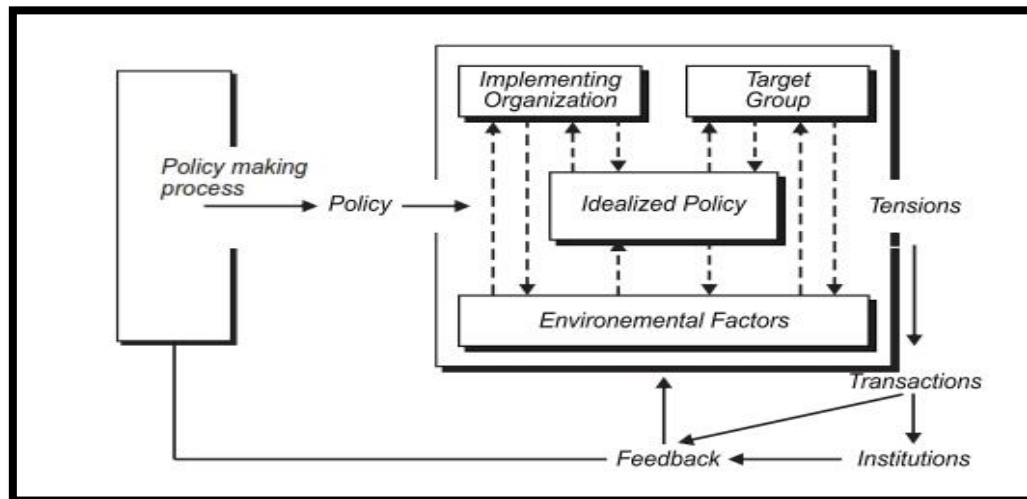 Implementing
Organization
Target
Group
Policy making
process
Policy
Idealized Policy
Tensions
Environemental Factors
Transactions
Feedback
Institutions